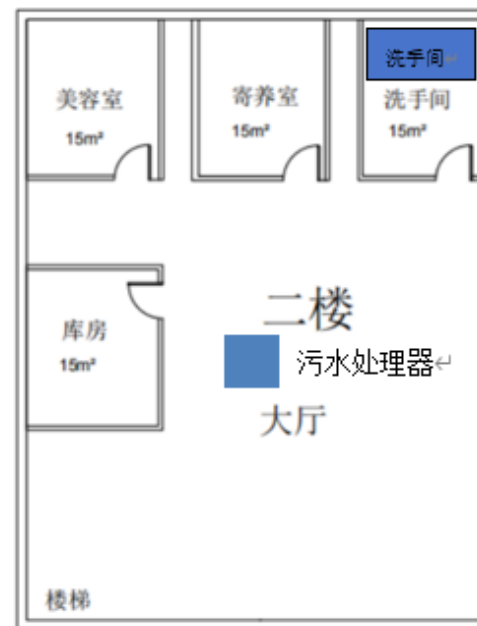 洗手间
美容室
寄养室
洗手间
15m²
15m²
15m²
二楼
库房
15m²
污水处理器
大厅
楼梯